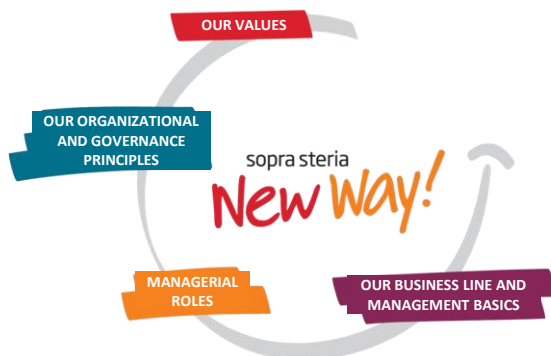 OUR VALUES
OUR ORGANIZATIONAL
AND GOVERNANCE
PRINCIPLES
sopra steria
New Way!
MANAGERIAL
ROLES
OUR BUSINESS LINE AND
MANAGEMENT BASICS